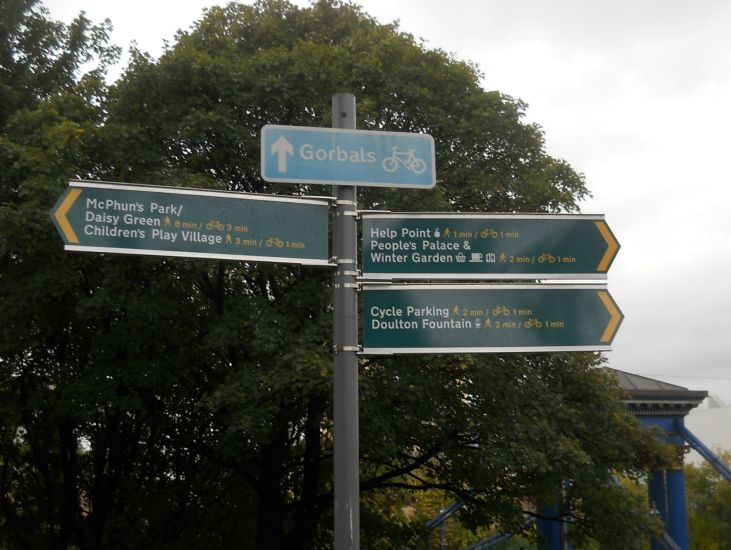 Gorbals
McPhun's Park/
Daisy Green 8 min / 3 min
Children's Play Village 3 min / 1 min
Help Point 1 min / 1 min
People's Palace &
Winter Garden 2 min / 1 min
Cycle Parking 2 min / 1 min
Doulton Fountain 3 min / 1 min